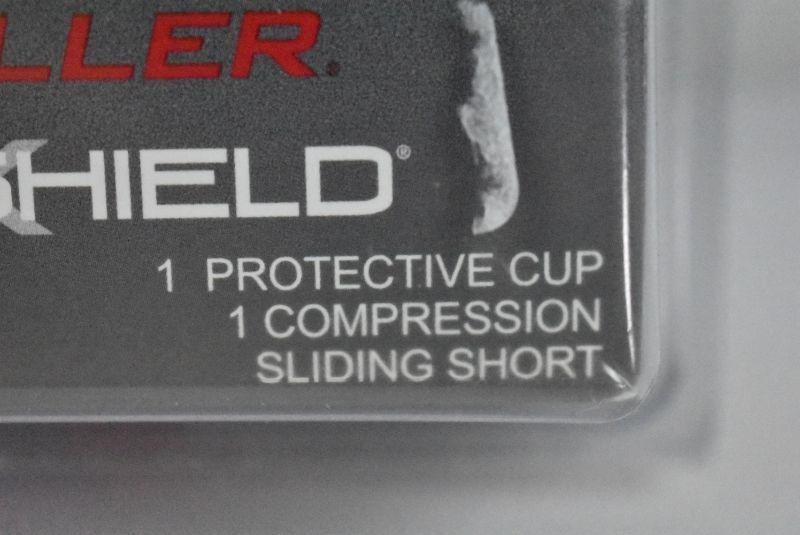 LLER.
SHIELD®
1 PROTECTIVE CUP
1 COMPRESSION
SLIDING SHORT